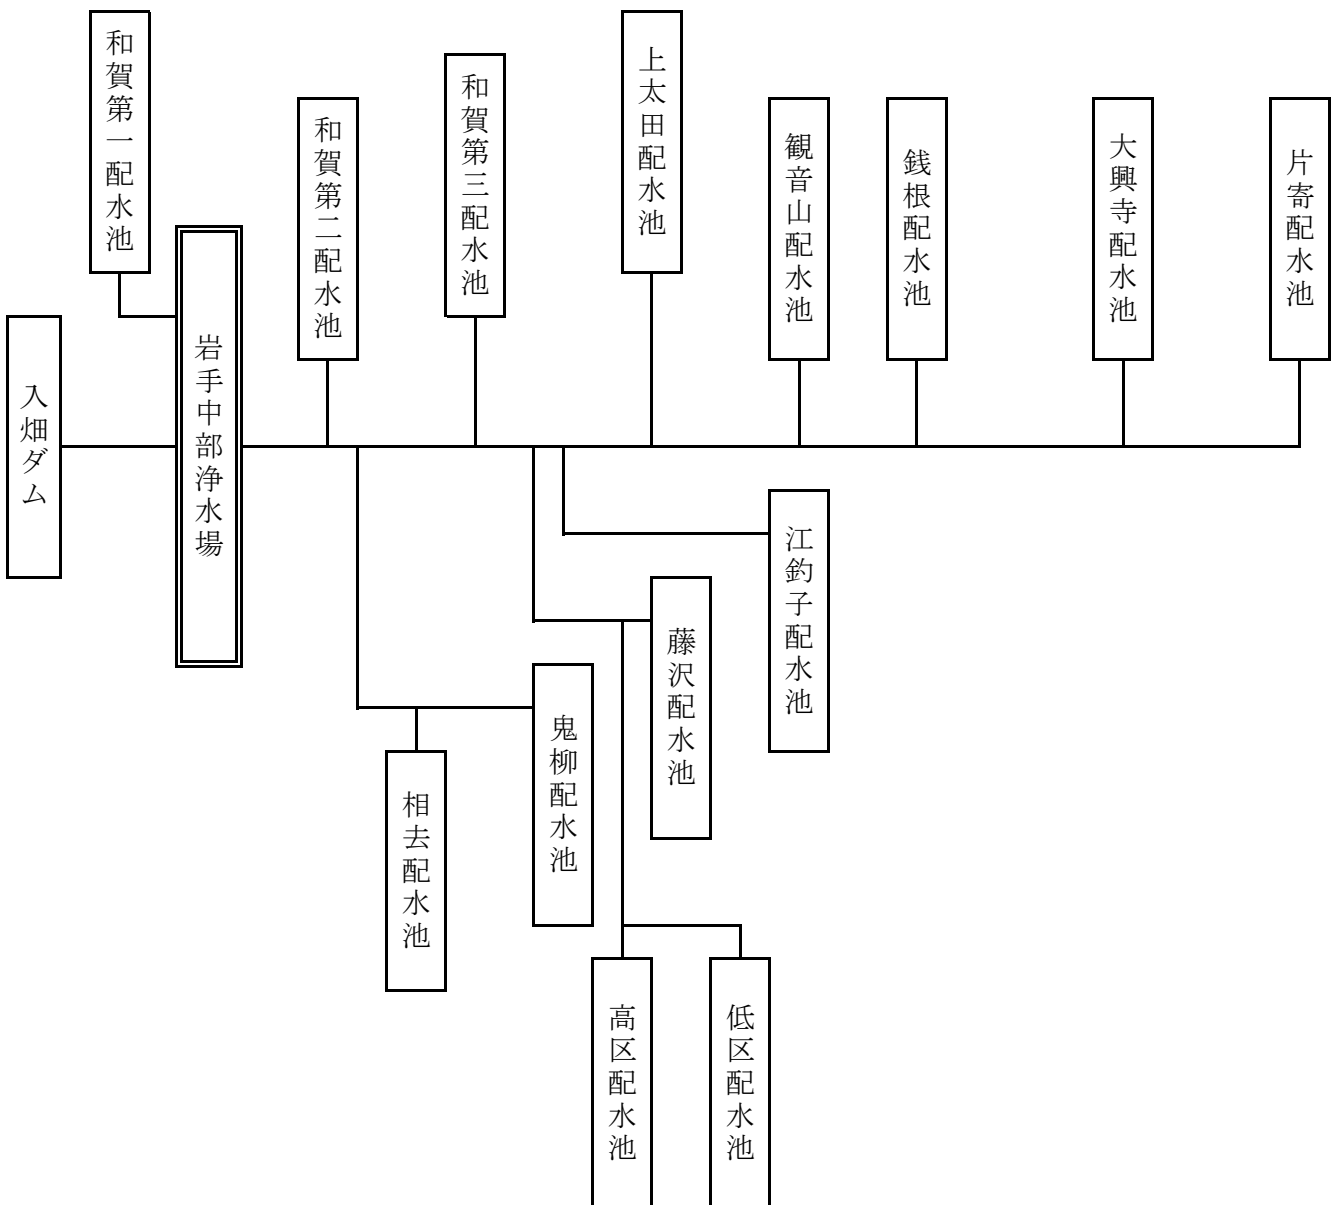 和賀第一配水池
和賀第二配水池
和賀第三配水池
上太田配水池
観音山配水池
銭根配水池
大興寺配水池
片寄配水池
入畑ダム
岩手中部浄水場
江釣子配水池
藤沢配水池
鬼柳配水池
相去配水池
高区配水池
低区配水池